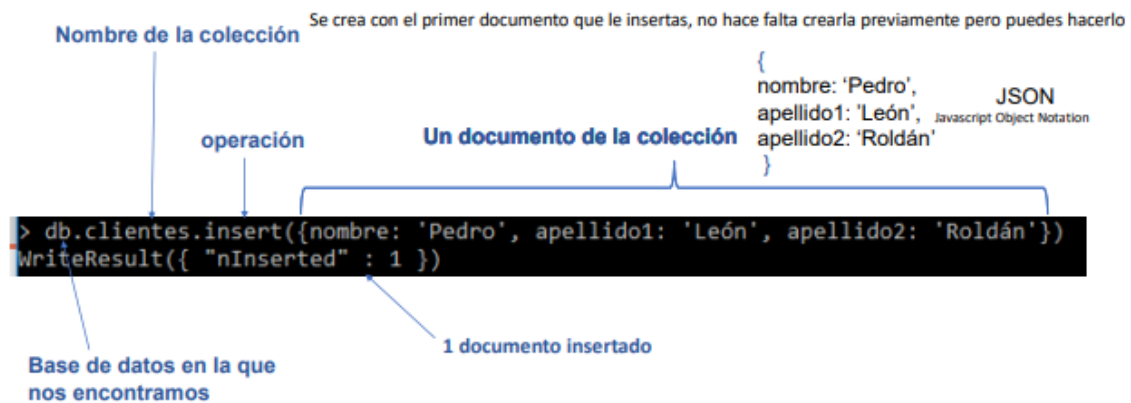 Se crea con el primer documento que le insertas, no hace falta crearla previamente pero puedes hacerlo
Nombre de la colección
{
nombre: ‘Pedro’,
apellido1: 'León',
apellido2: ‘Roldán’
}
JSON
Javascript Object Notation
operación
Un documento de la colección
> db.clientes.insert({nombre: 'Pedro', apellido1: 'León', apellido2: 'Roldán'})
WriteResult({ "nInserted" : 1 })
1 documento insertado
Base de datos en la que
nos encontramos